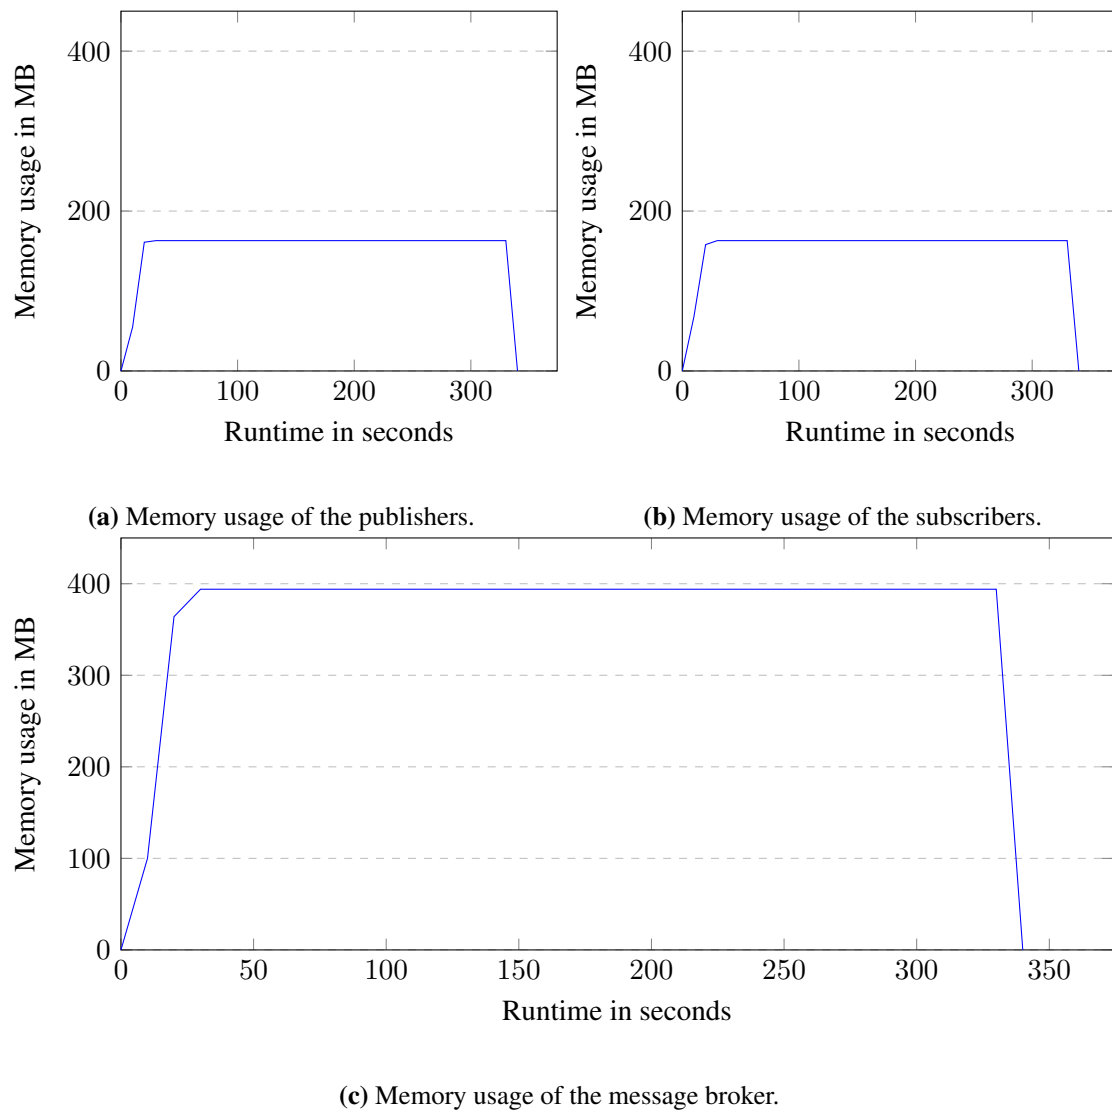 400
200
0
Memory usage in MB
0 100 200 300
Runtime in seconds
(a) Memory usage of the publishers.
400
200
0
Memory usage in MB
0 100 200 300
Runtime in seconds
(b) Memory usage of the subscribers.
400
300
200
100
0
Memory usage in MB
0 50 100 150 200 250 300 350
Runtime in seconds
(c) Memory usage of the message broker.